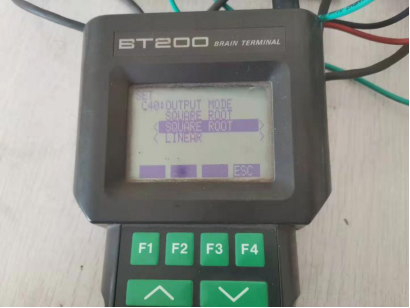 BT200 BRAIN TERMINAL
SET
C40:OUTPUT MODE
SQUARE ROOT
< SQUARE ROOT >
< LINEAR >
ESC
F1 F2 F3 F4